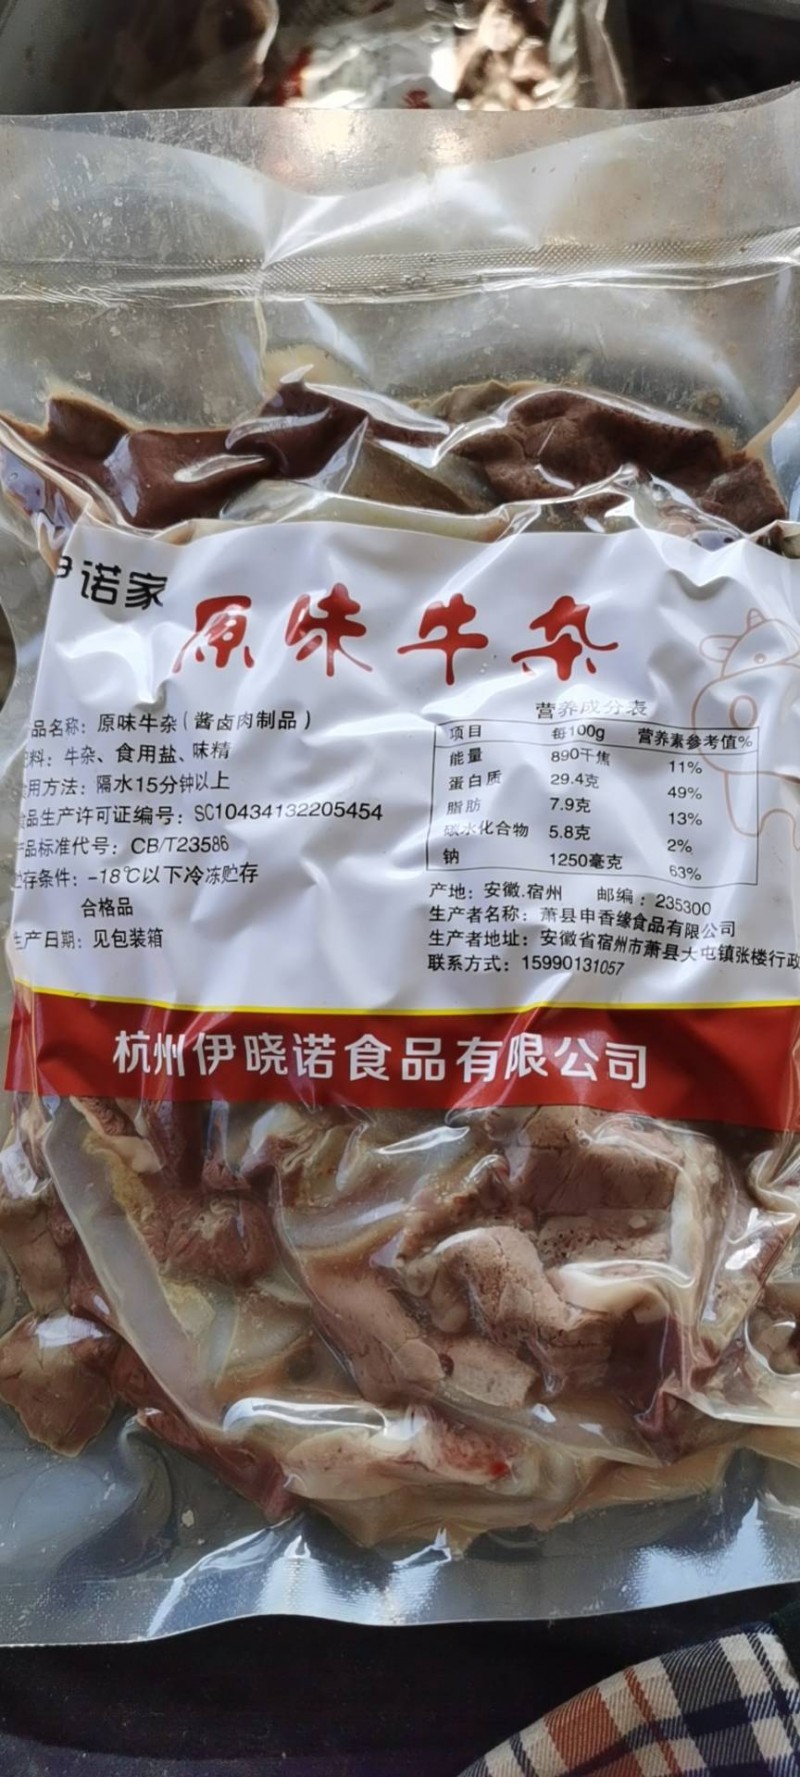 伊诺家
原味牛杂
品名称：原味牛杂（酱卤肉制品）
料：牛杂、食用盐、味精
食用方法：隔水15分钟以上
食品生产许可证编号：SC10434132205454
产品标准代号：CB/T23586
贮存条件：-18℃以下冷冻贮存
合格品
生产日期：见包装箱
营养成分表
项目 每100g 营养素参考值%
能量 890千焦 11%
蛋白质 29.4克 49%
脂肪 7.9克 13%
碳水化合物 5.8克 2%
钠 1250毫克 63%
产地：安徽.宿州 邮编：235300
生产者名称：萧县申香缘食品有限公司
生产者地址：安徽省宿州市萧县大屯镇张楼行政
联系方式：15990131057
杭州伊晓诺食品有限公司